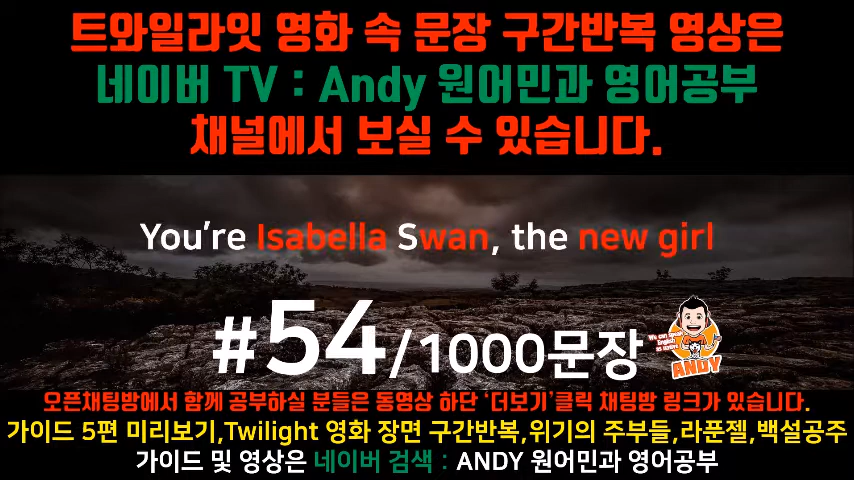 트와일라잇 영화 속 문장 구간반복 영상은
네이버 TV : Andy 원어민과 영어공부
채널에서 보실 수 있습니다.
You're Isabella Swan, the new girl
#54/1000문장
We can speak
English
as native
ANDY
오픈채팅방에서 함께 공부하실 분들은 동영상 하단 '더보기'클릭 채팅방 링크가 있습니다.
가이드 5편 미리보기,Twilight 영화 장면 구간반복,위기의 주부들,라푼젤,백설공주
가이드 및 영상은 네이버 검색 : ANDY 원어민과 영어공부